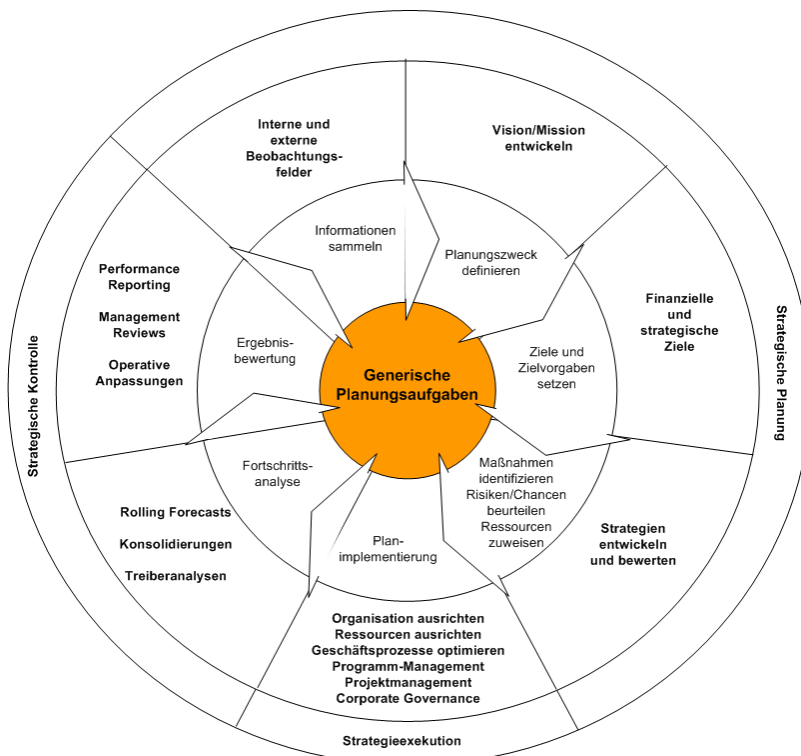 Interne und
externe
Beobachtungs-
felder
Vision/Mission
entwickeln
Informationen
sammeln
Planungszweck
definieren
Performance
Reporting
Management
Reviews
Operative
Anpassungen
Ergebnis-
bewertung
Generische
Planungsaufgaben
Ziele und
Zielvorgaben
setzen
Finanzielle
und
strategische
Ziele
Strategische Kontrolle
Strategische Planung
Fortschritts-
analyse
Maßnahmen
identifizieren
Risiken/Chancen
beurteilen
Ressourcen
zuweisen
Rolling Forecasts
Konsolidierungen
Treiberanalysen
Plan-
implementierung
Strategien
entwickeln
und bewerten
Organisation ausrichten
Ressourcen ausrichten
Geschäftsprozesse optimieren
Programm-Management
Projektmanagement
Corporate Governance
Strategieexekution